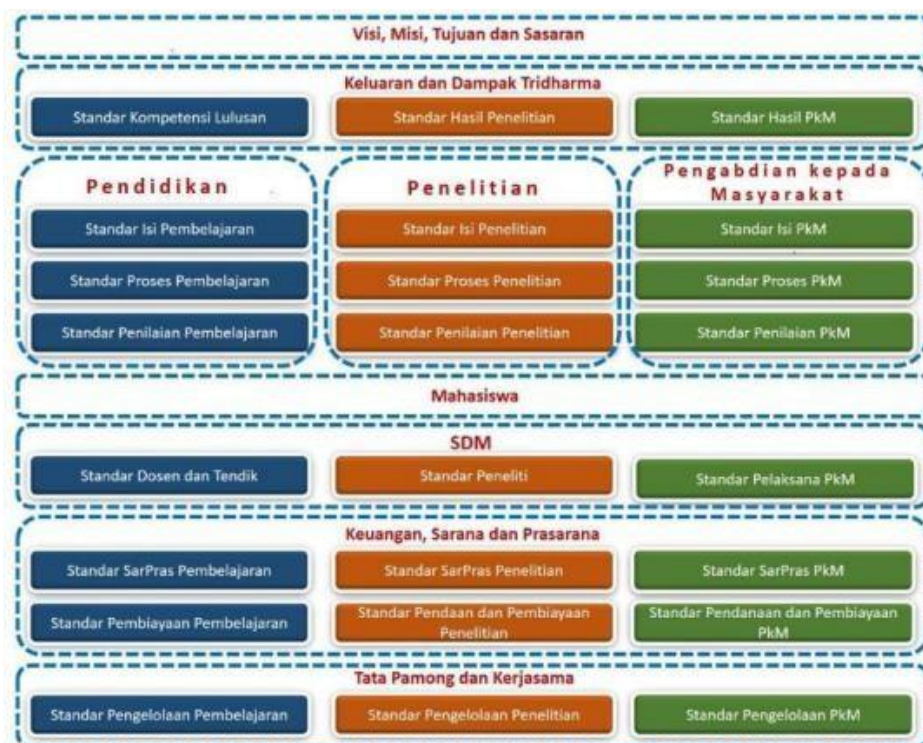 Visi, Misi, Tujuan dan Sasaran
Keluaran dan Dampak Tridharma
Standar Kompetensi Lulusan
Standar Hasil Penelitian
Standar Hasil PkM
Pendidikan
Standar Isi Pembelajaran
Standar Proses Pembelajaran
Standar Penilaian Pembelajaran
Penelitian
Standar Isi Penelitian
Standar Proses Penelitian
Standar Penilaian Penelitian
Pengabdian kepada
Masyarakat
Standar Isi PkM
Standar Proses PkM
Standar Penilaian PkM
Mahasiswa
SDM
Standar Dosen dan Tendik
Standar Peneliti
Standar Pelaksana PkM
Keuangan, Sarana dan Prasarana
Standar SarPras Pembelajaran
Standar SarPras Penelitian
Standar SarPras PkM
Standar Pembiayaan Pembelajaran
Standar Pendaan dan Pembiayaan
Penelitian
Standar Pendanaan dan Pembiayaan
PkM
Tata Pamong dan Kerjasama
Standar Pengelolaan Pembelajaran
Standar Pengelolaan Penelitian
Standar Pengelolaan PkM